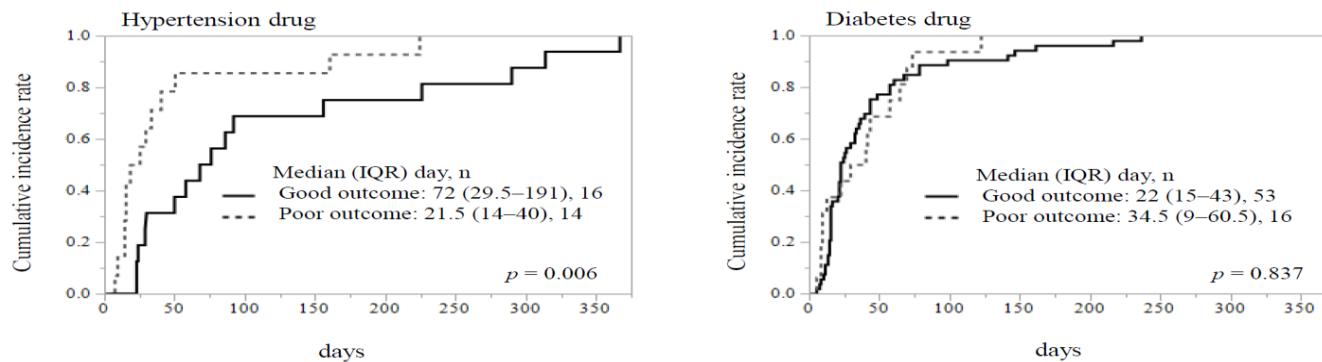 Hypertension drug
Cumulative incidence rate
1.0
0.8
0.6
0.4
0.2
0.0
Median (IQR) day, n
Good outcome: 72 (29.5–191), 16
Poor outcome: 21.5 (14–40), 14
p = 0.006
0 50 100 150 200 250 300 350
days
Diabetes drug
Cumulative incidence rate
1.0
0.8
0.6
0.4
0.2
0.0
Median (IQR) day, n
Good outcome: 22 (15–43), 53
Poor outcome: 34.5 (9–60.5), 16
p = 0.837
0 50 100 150 200 250 300 350
days